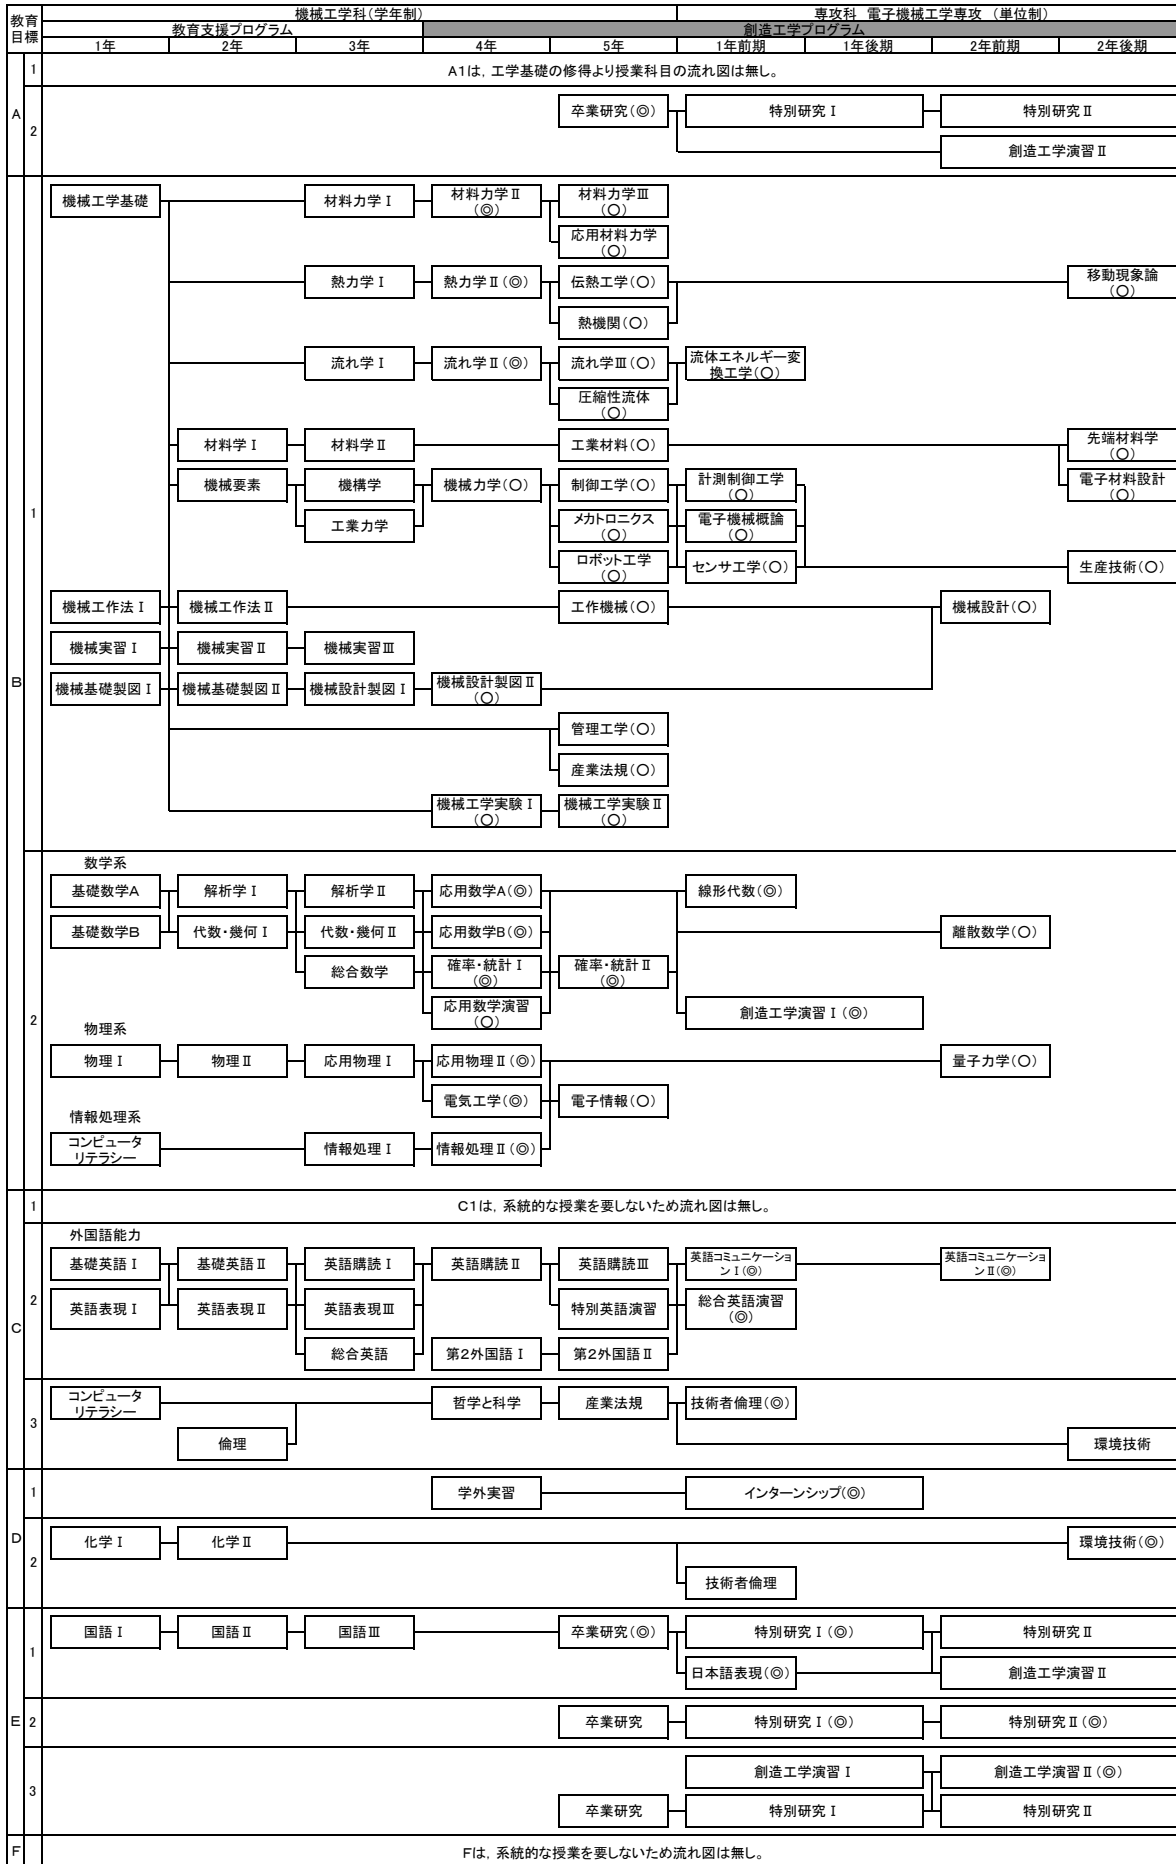 教育
目標
機械工学科(学年制)
専攻科 電子機械工学専攻 (単位制)
教育支援プログラム
創造工学プログラム
1年 2年 3年 4年 5年 1年前期 1年後期 2年前期 2年後期
A
1
A1は,工学基礎の修得より授業科目の流れ図は無し。
2
卒業研究(◎) 特別研究Ⅰ 特別研究Ⅱ
創造工学演習Ⅱ
B
1
機械工学基礎 材料力学Ⅰ 材料力学Ⅱ
(◎)
材料力学Ⅲ
(○)
応用材料力学
(○)
熱力学Ⅰ 熱力学Ⅱ(◎) 伝熱工学(○) 移動現象論
(○)
熱機関(○)
流れ学Ⅰ 流れ学Ⅱ(◎) 流れ学Ⅲ(○) 流体エネルギー変
換工学(○)
圧縮性流体
(○)
材料学Ⅰ 材料学Ⅱ 工業材料(○) 先端材料学
(○)
機械要素 機構学 機械力学(○) 制御工学(○) 計測制御工学
(○)
電子材料設計
(○)
工業力学 メカトロニクス
(○)
電子機械概論
(○)
ロボット工学
(○)
センサ工学(○) 生産技術(○)
機械工作法Ⅰ 機械工作法Ⅱ 工作機械(○) 機械設計(○)
機械実習Ⅰ 機械実習Ⅱ 機械実習Ⅲ
機械基礎製図Ⅰ 機械基礎製図Ⅱ 機械設計製図Ⅰ 機械設計製図Ⅱ
(○)
管理工学(○)
産業法規(○)
機械工学実験Ⅰ
(○)
機械工学実験Ⅱ
(○)
2
数学系
基礎数学A 解析学Ⅰ 解析学Ⅱ 応用数学A(◎) 線形代数(◎)
基礎数学B 代数・幾何Ⅰ 代数・幾何Ⅱ 応用数学B(◎) 離散数学(○)
総合数学 確率・統計Ⅰ
(◎)
確率・統計Ⅱ
(◎)
応用数学演習
(○)
創造工学演習Ⅰ(◎)
物理系
物理Ⅰ 物理Ⅱ 応用物理Ⅰ 応用物理Ⅱ(◎) 量子力学(○)
電気工学(◎) 電子情報(○)
情報処理系
コンピュータ
リテラシー
情報処理Ⅰ 情報処理Ⅱ(◎)
C
1
C1は,系統的な授業を要しないため流れ図は無し。
2
外国語能力
基礎英語Ⅰ 基礎英語Ⅱ 英語購読Ⅰ 英語購読Ⅱ 英語購読Ⅲ 英語コミュニケーショ
ンⅠ(◎)
英語コミュニケーショ
ンⅡ(◎)
英語表現Ⅰ 英語表現Ⅱ 英語表現Ⅲ 特別英語演習 総合英語演習
(◎)
総合英語 第2外国語Ⅰ 第2外国語Ⅱ
3
コンピュータ
リテラシー
哲学と科学 産業法規 技術者倫理(◎)
倫理 環境技術
D
1
学外実習 インターンシップ(◎)
2
化学Ⅰ 化学Ⅱ 環境技術(◎)
技術者倫理
E
1
国語Ⅰ 国語Ⅱ 国語Ⅲ 卒業研究(◎) 特別研究Ⅰ(◎) 特別研究Ⅱ
日本語表現(◎) 創造工学演習Ⅱ
2
卒業研究 特別研究Ⅰ(◎) 特別研究Ⅱ(◎)
3
創造工学演習Ⅰ 創造工学演習Ⅱ(◎)
卒業研究 特別研究Ⅰ 特別研究Ⅱ
F
Fは,系統的な授業を要しないため流れ図は無し。